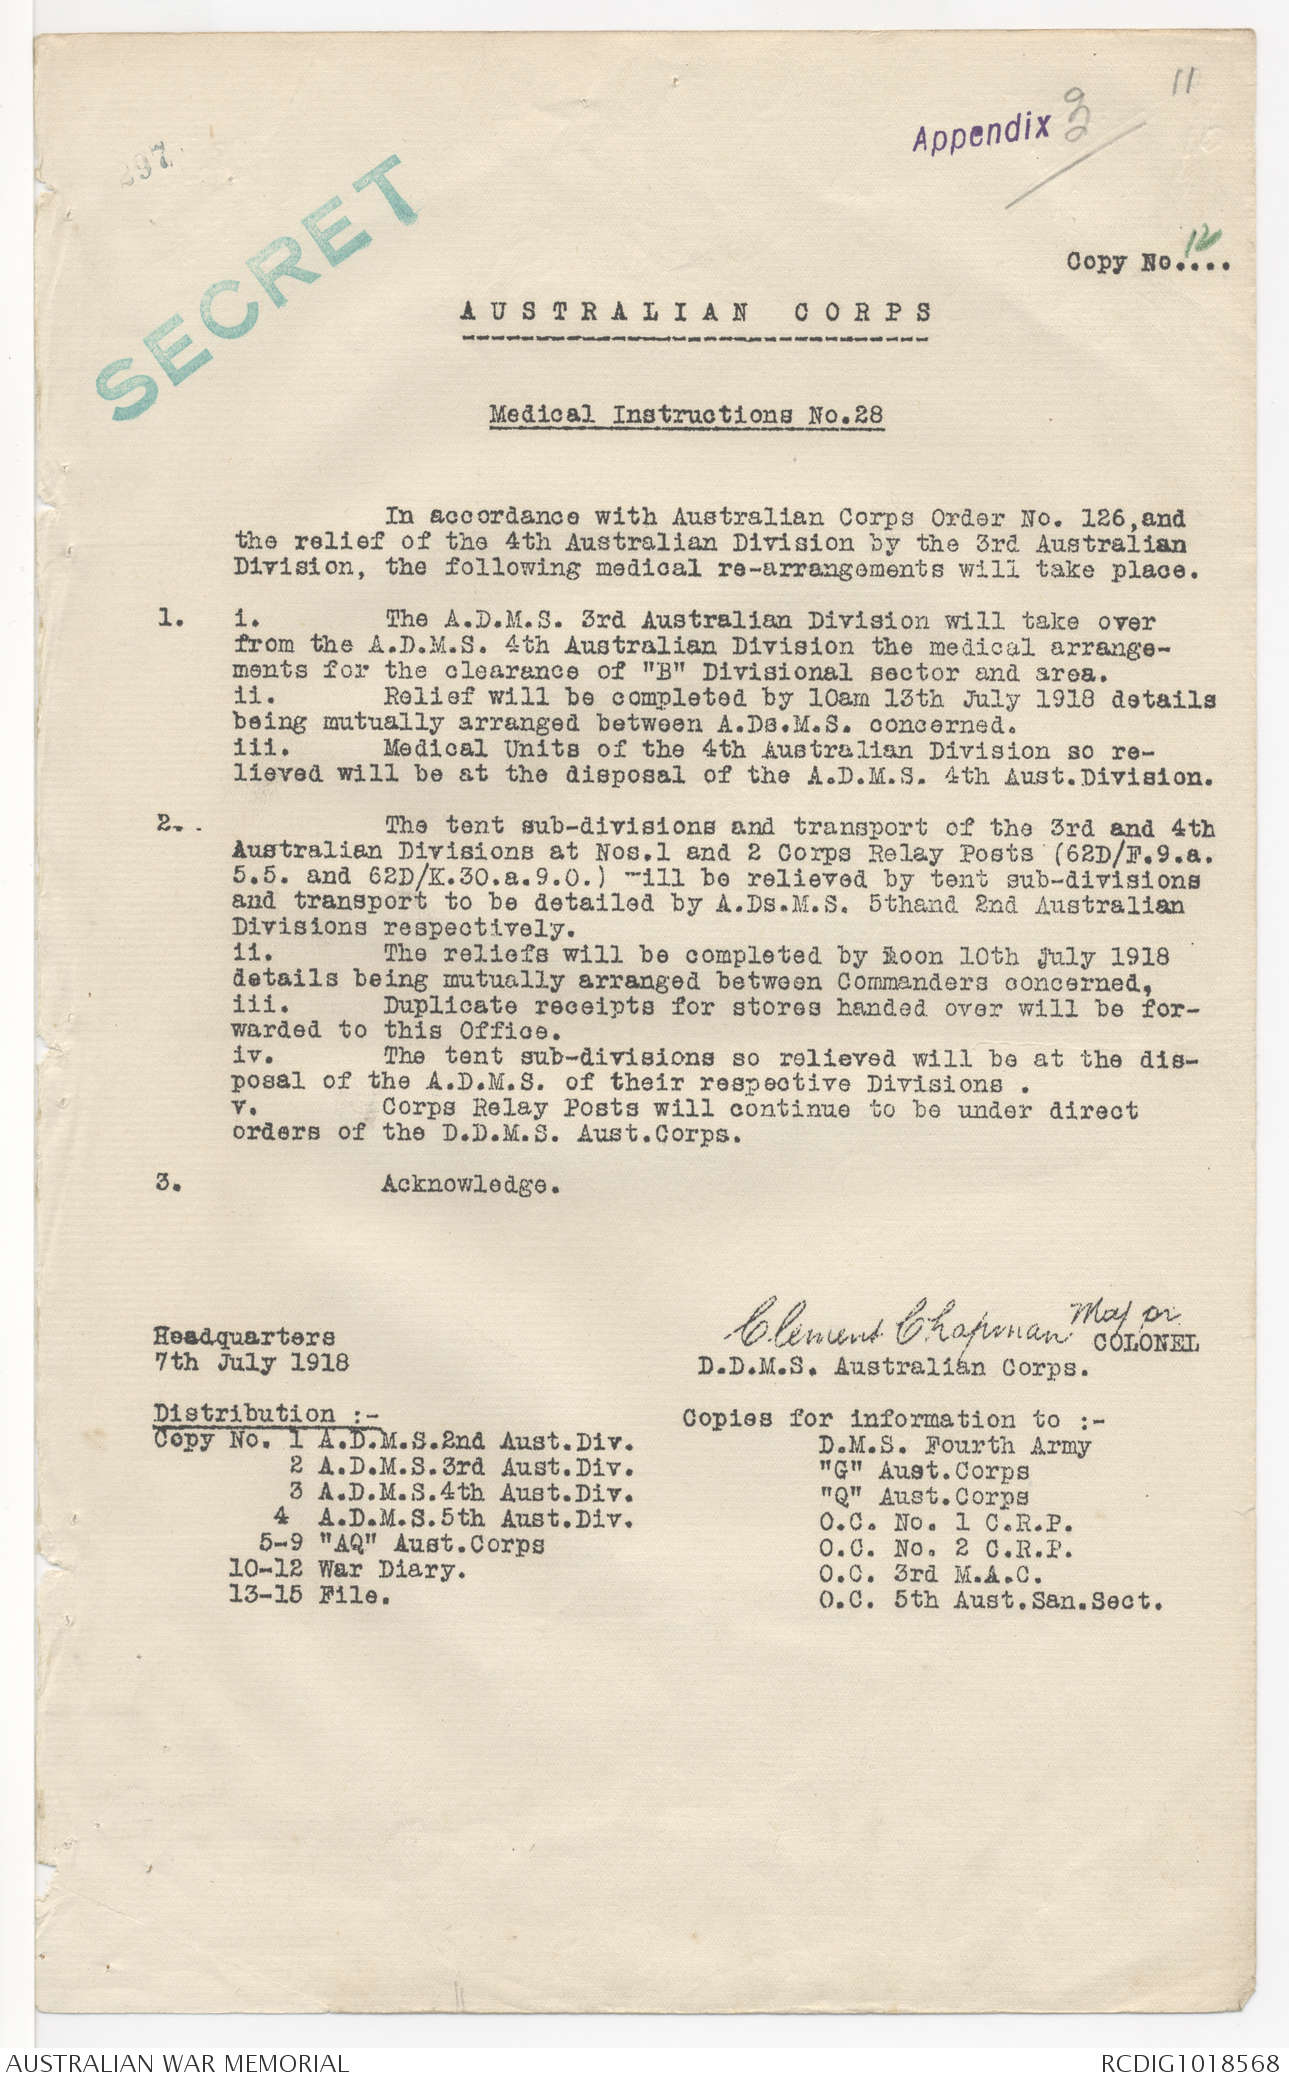 11
Appendix 3
297
SECRET
Copy No.12...
AUSTRALIAN CORPS
Medical Instructions No.28
In accordance with Australian Corps Order No. 126,and
the relief of the 4th Australian Division by the 3rd Australian
Division, the following medical re-arrangements will take place.
1. i. The A.D.M.S. 3rd Australian Division will take over
from the A.D.M.S. 4th Australian Division the medical arrange-
ments for the clearance of "B" Divisional sector and area.
ii. Relief will be completed by 10am 13th July 1918 details
being mutually arranged between A.Ds.M.S. concerned.
iii. Medical Units of the 4th Australian Division so re-
lieved will be at the disposal of the A.D.M.S. 4th Aust.Division.
2. The tent sub-divisions and transport of the 3rd and 4th
Australian Divisions at Nos.1 and 2 Corps Relay Posts (62D/F.9.a.
5.5. and 62D/K.30.a.9.0.) will be relieved by tent sub-divisions
and transport to be detailed by A.Ds.M.S. 5thand 2nd Australian
Divisions respectively.
ii. The reliefs will be completed by noon 10th July 1918
details being mutually arranged between Commanders concerned,
iii. Duplicate receipts for stores handed over will be for-
warded to this Office.
iv. The tent sub-divisions so relieved will be at the dis-
posal of the A.D.M.S. of their respective Divisions .
v. Corps Relay Posts will continue to be under direct
orders of the D.D.M.S. Aust.Corps.
3. Acknowledge.
Clement Chapman Major
Headquarters COLONEL
7th July 1918 D.D.M.S. Australian Corps.
Distribution :-
Copy No. 1 A.D.M.S.2nd Aust.Div.
2 A.D.M.S.3rd Aust.Div.
3 A.D.M.S.4th Aust.Div.
4 A.D.M.S.5th Aust.Div.
5-9 "AQ" Aust.Corps
10-12 War Diary.
13-15 File.
Copies for information to :-
D.M.S. Fourth Army
"G" Aust.Corps
"Q" Aust.Corps
O.C. No. 1 C.R.P.
O.C. No. 2 C.R.P.
O.C. 3rd M.A.C.
O.C. 5th Aust.San.Sect.
AUSTRALIAN WAR MEMORIAL
RCDIG1018568